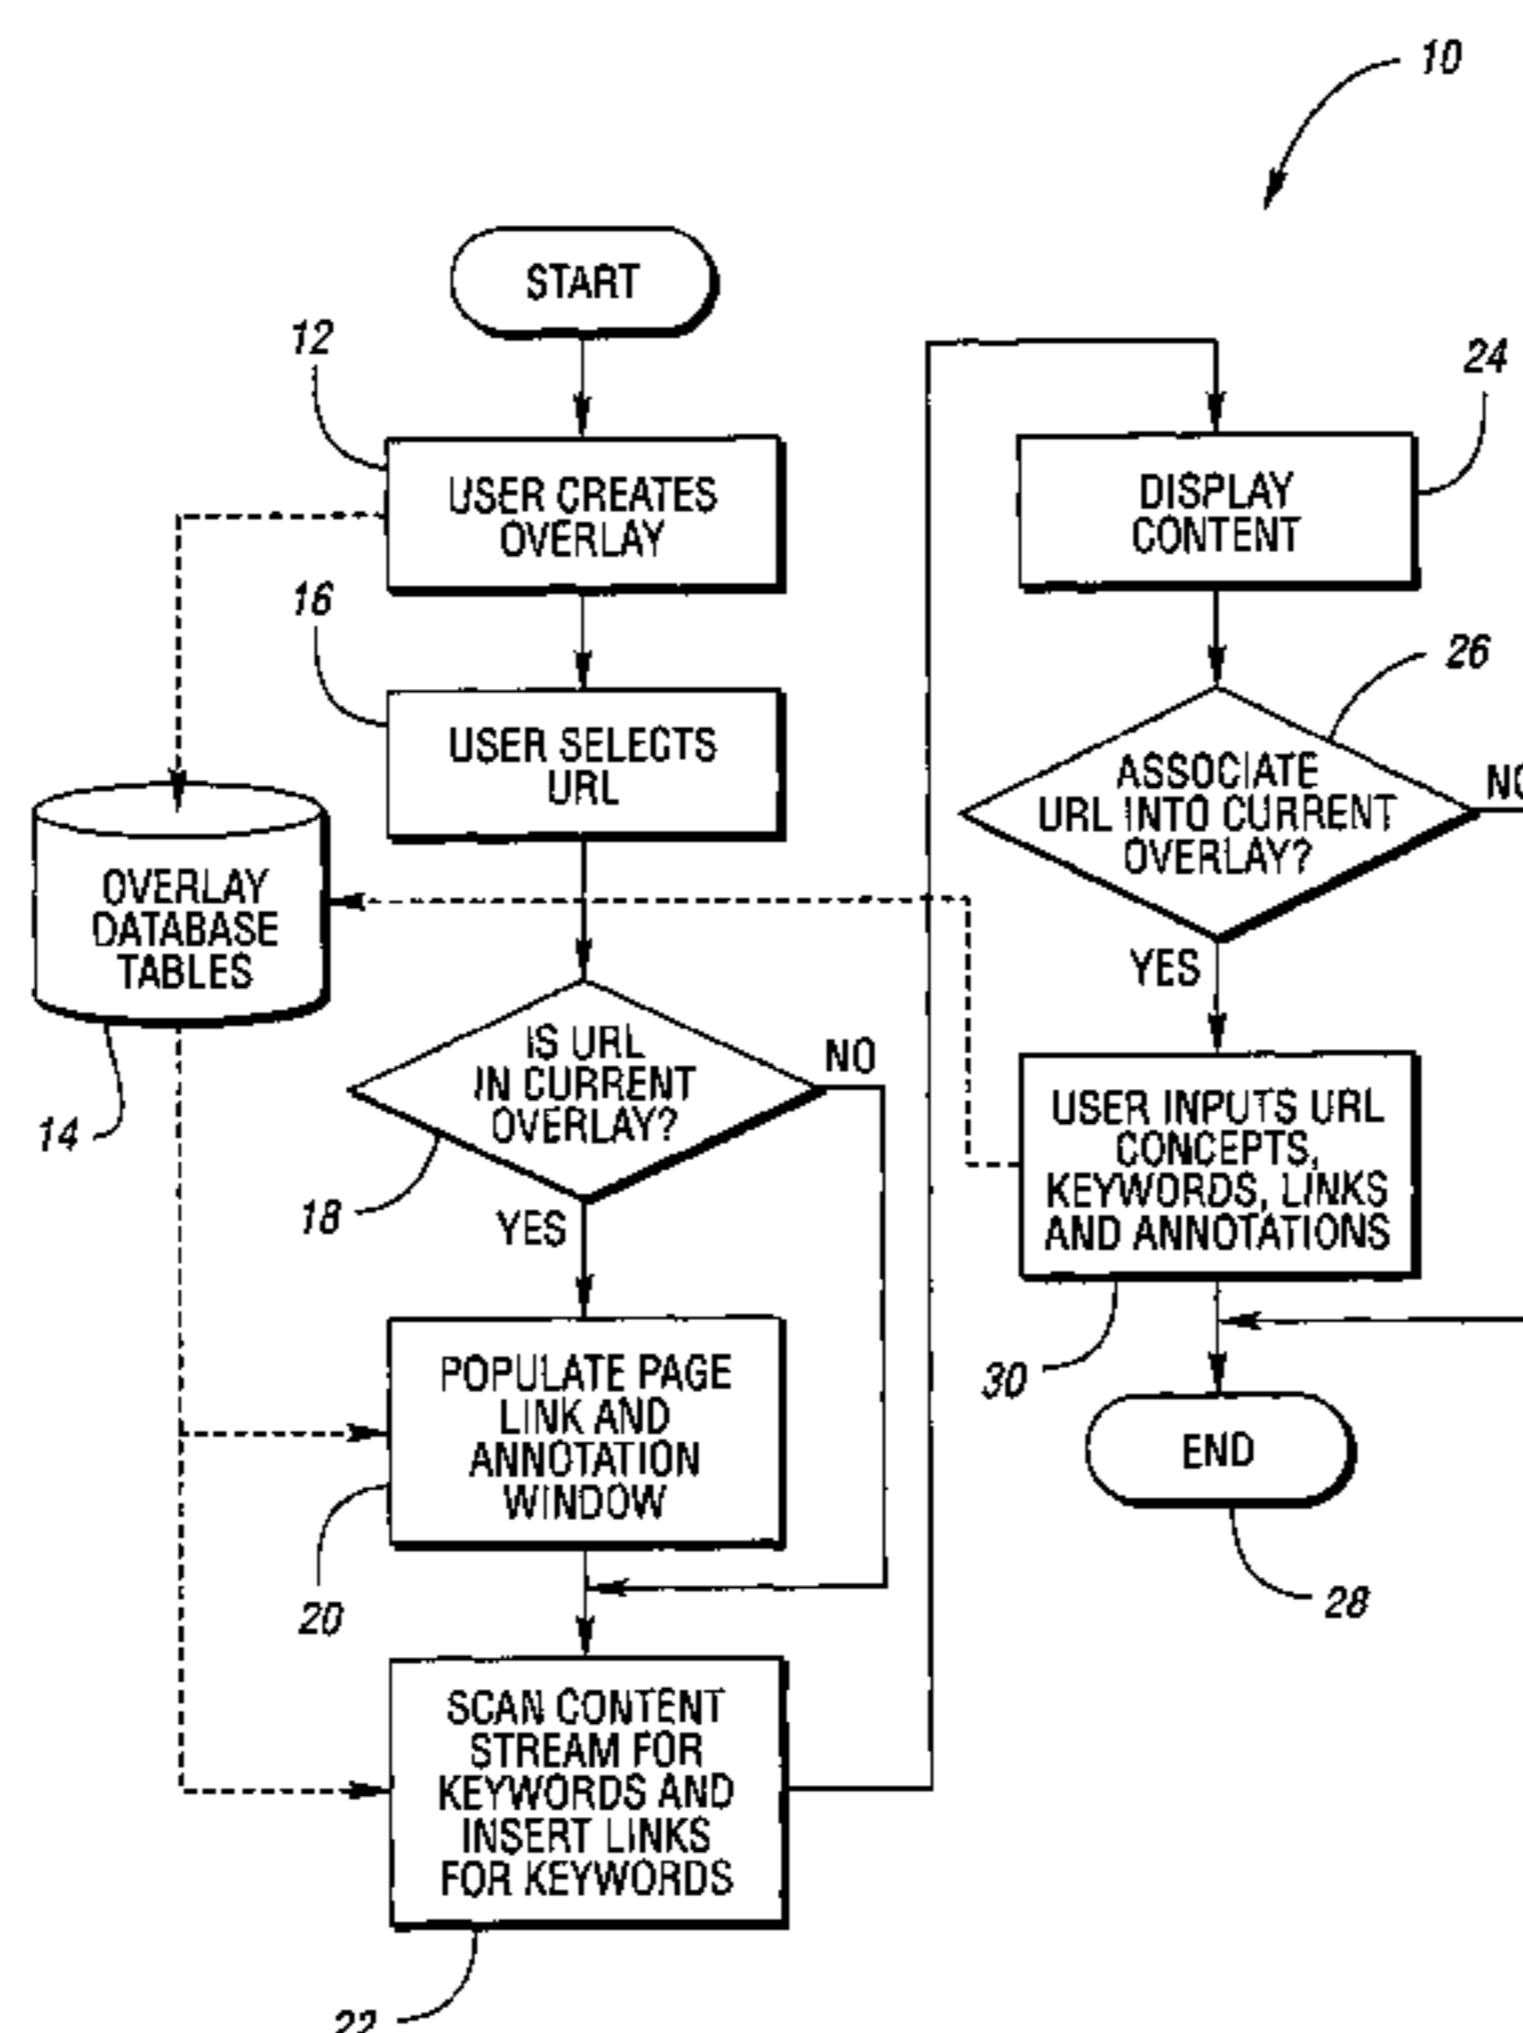 10
START
12
USER CREATES
OVERLAY
16
USER SELECTS
URL
OVERLAY
DATABASE
TABLES
14
IS URL
IN CURRENT
OVERLAY?
NO
18
YES
POPULATE PAGE
LINK AND
ANNOTATION
WINDOW
20
SCAN CONTENT
STREAM FOR
KEYWORDS AND
INSERT LINKS
FOR KEYWORDS
22
24
DISPLAY
CONTENT
26
ASSOCIATE
URL INTO CURRENT
OVERLAY?
NO
YES
USER INPUTS URL
CONCEPTS,
KEYWORDS, LINKS
AND ANNOTATIONS
30
END
28